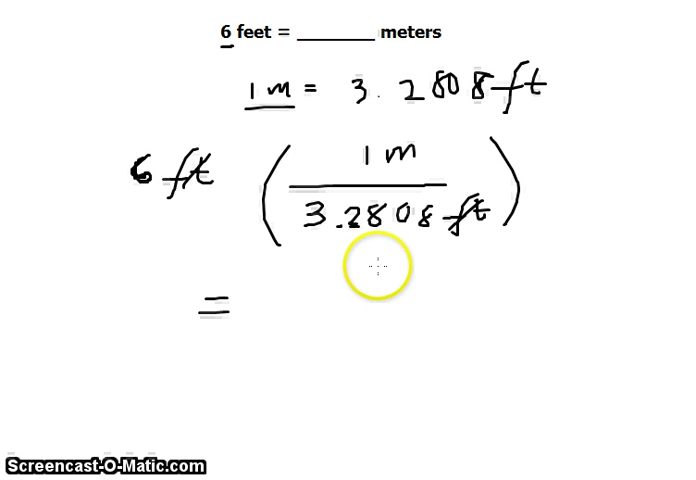 6 feet = ________ meters
1 m = 3.2808 ft
6 ft ( 1 m
3.2808 ft )
=
Screencast-O-Matic.com